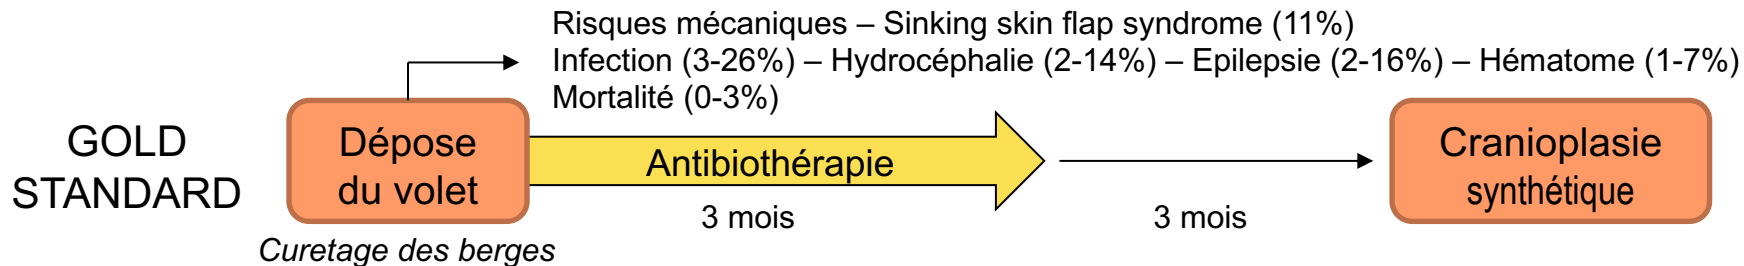 Risques mécaniques – Sinking skin flap syndrome (11%)
Infection (3-26%) – Hydrocéphalie (2-14%) – Epilepsie (2-16%) – Hématome (1-7%)
Mortalité (0-3%)
GOLD
STANDARD
Dépose
du volet
Curetage des berges
Antibiothérapie
3 mois
3 mois
Cranioplasie
synthétique